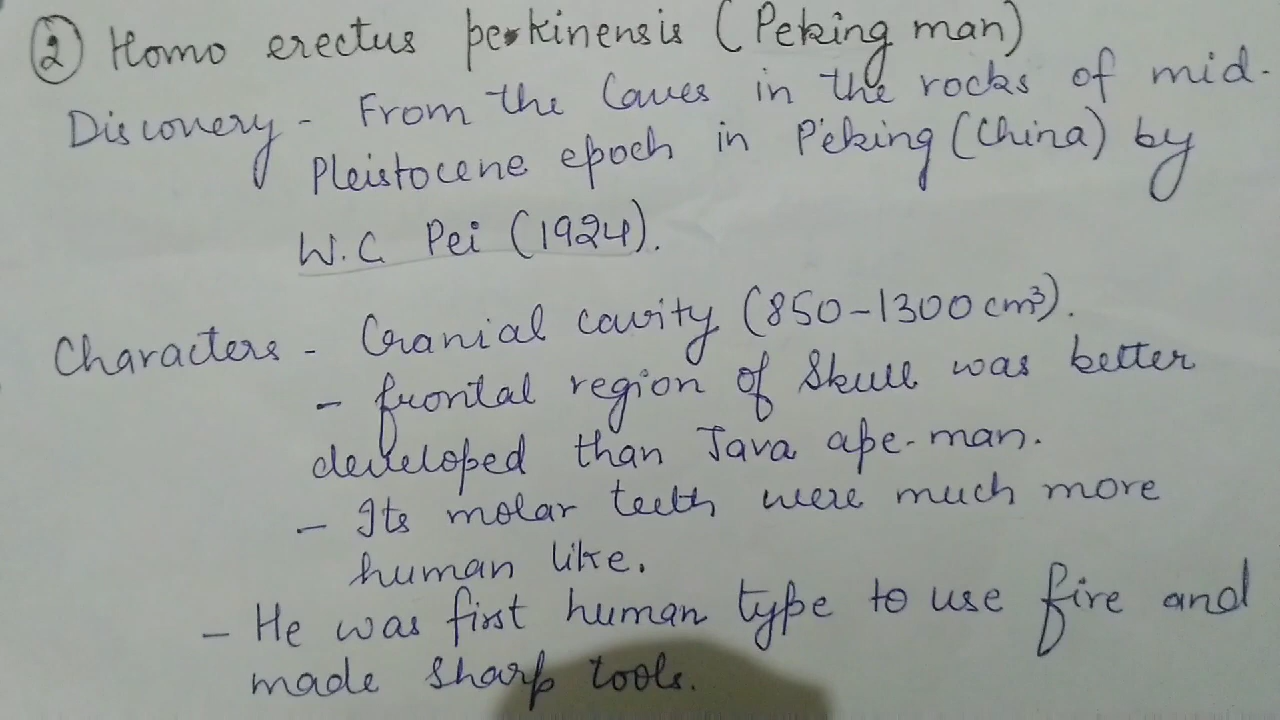 ② Homo erectus pekinensis (Peking man)
Discovery - From the Caves in the rocks of mid-
Pleistocene epoch in Peking (China) by
W.C Pei (1924).
Characters - Cranial cavity (850-1300 cm³).
- frontal region of Skull was better
developed than Java ape-man.
- Its molar teeth were much more
human like.
- He was first human type to use fire and
made sharp tools.